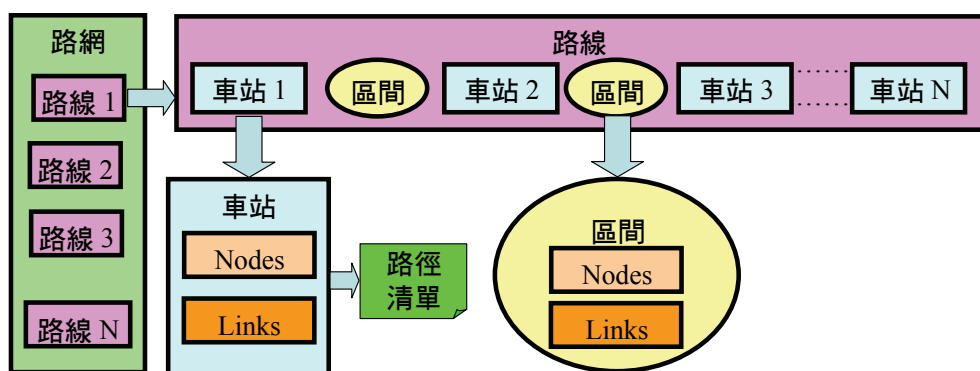 路網
路線 1
路線 2
路線 3
路線 N
路線
車站 1
區間
車站 2
區間
車站 3
……
……
車站 N
車站
Nodes
Links
路徑
清單
區間
Nodes
Links